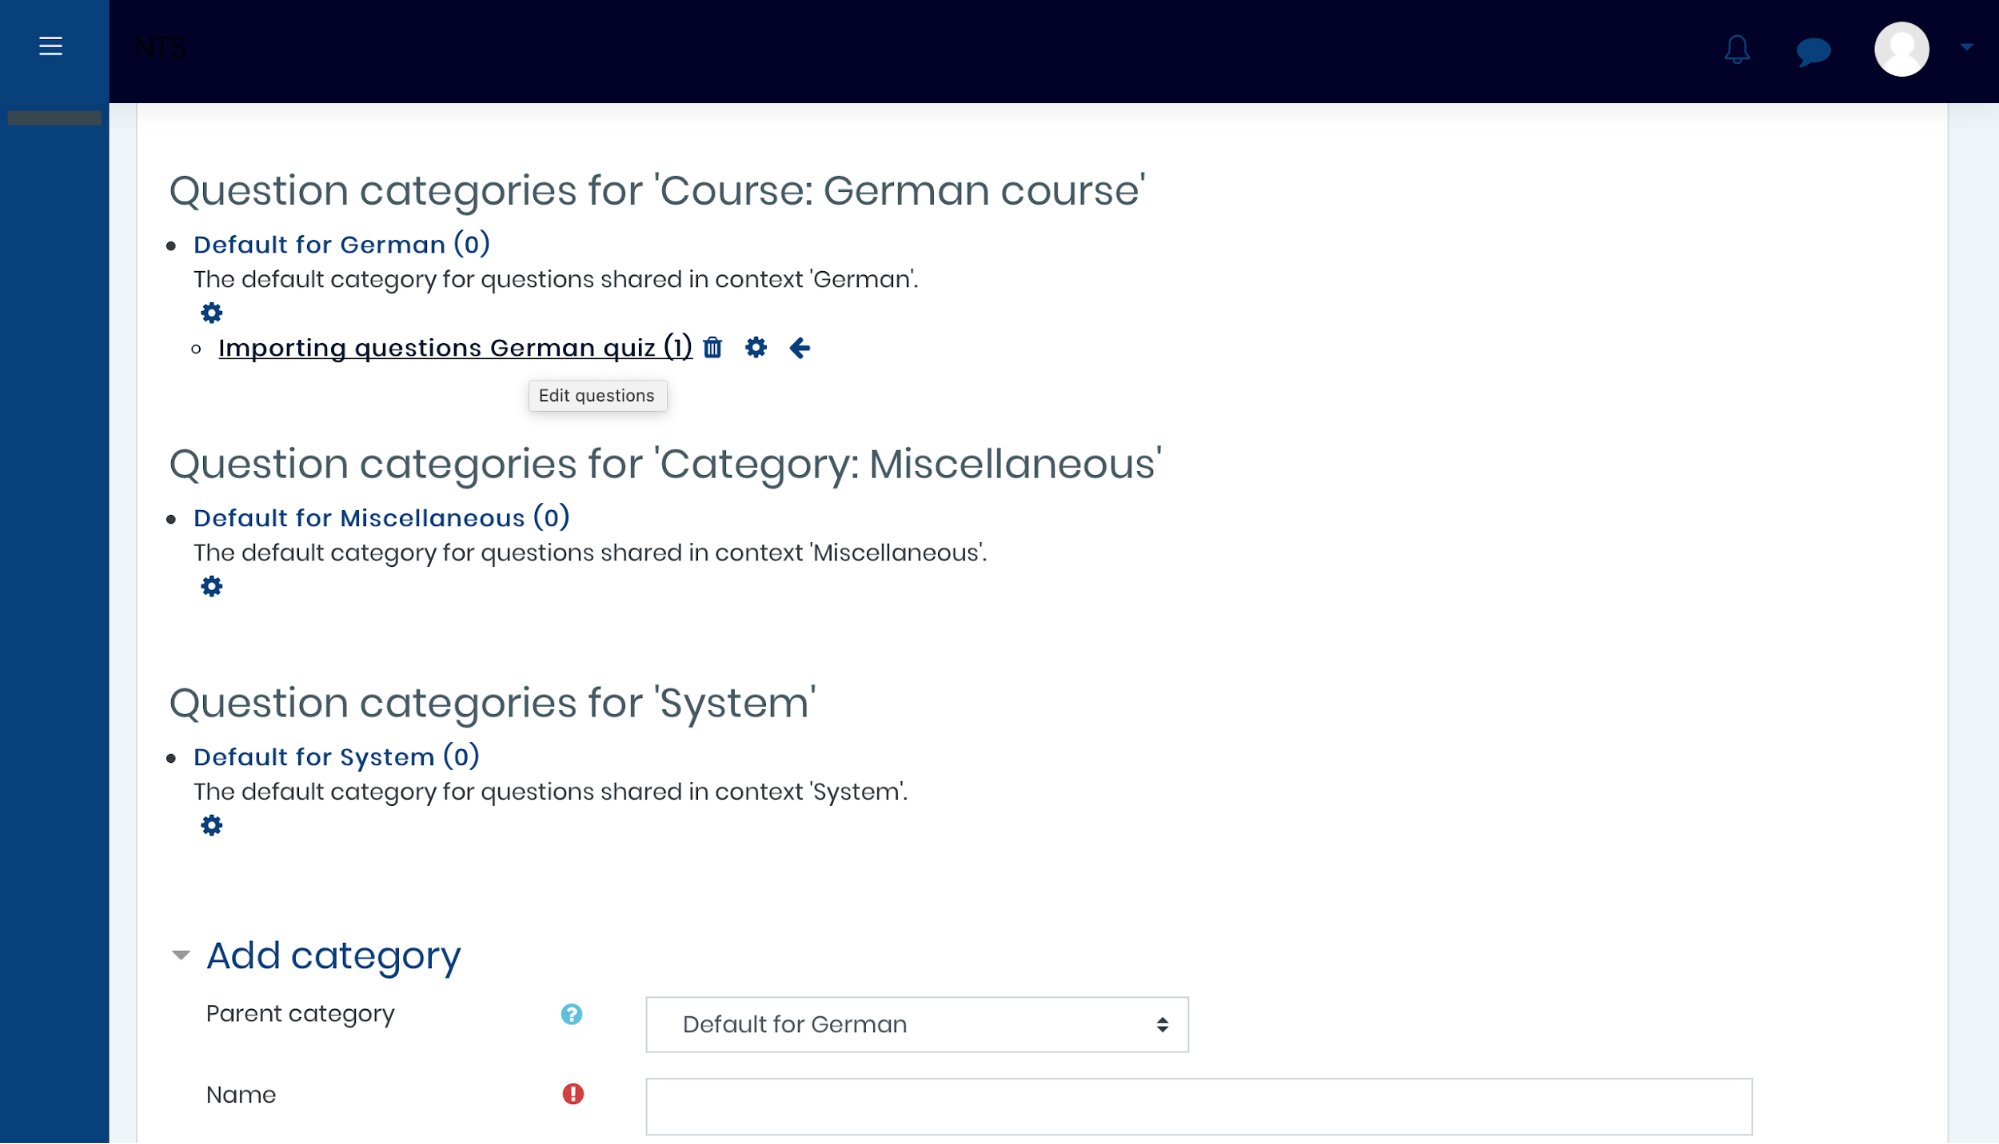 NTS
Question categories for 'Course: German course'
Default for German (0)
The default category for questions shared in context 'German'.
Importing questions German quiz (1)
Edit questions
Question categories for 'Category: Miscellaneous'
Default for Miscellaneous (0)
The default category for questions shared in context 'Miscellaneous'.
Question categories for 'System'
Default for System (0)
The default category for questions shared in context 'System'.
Add category
Parent category
Default for German
Name